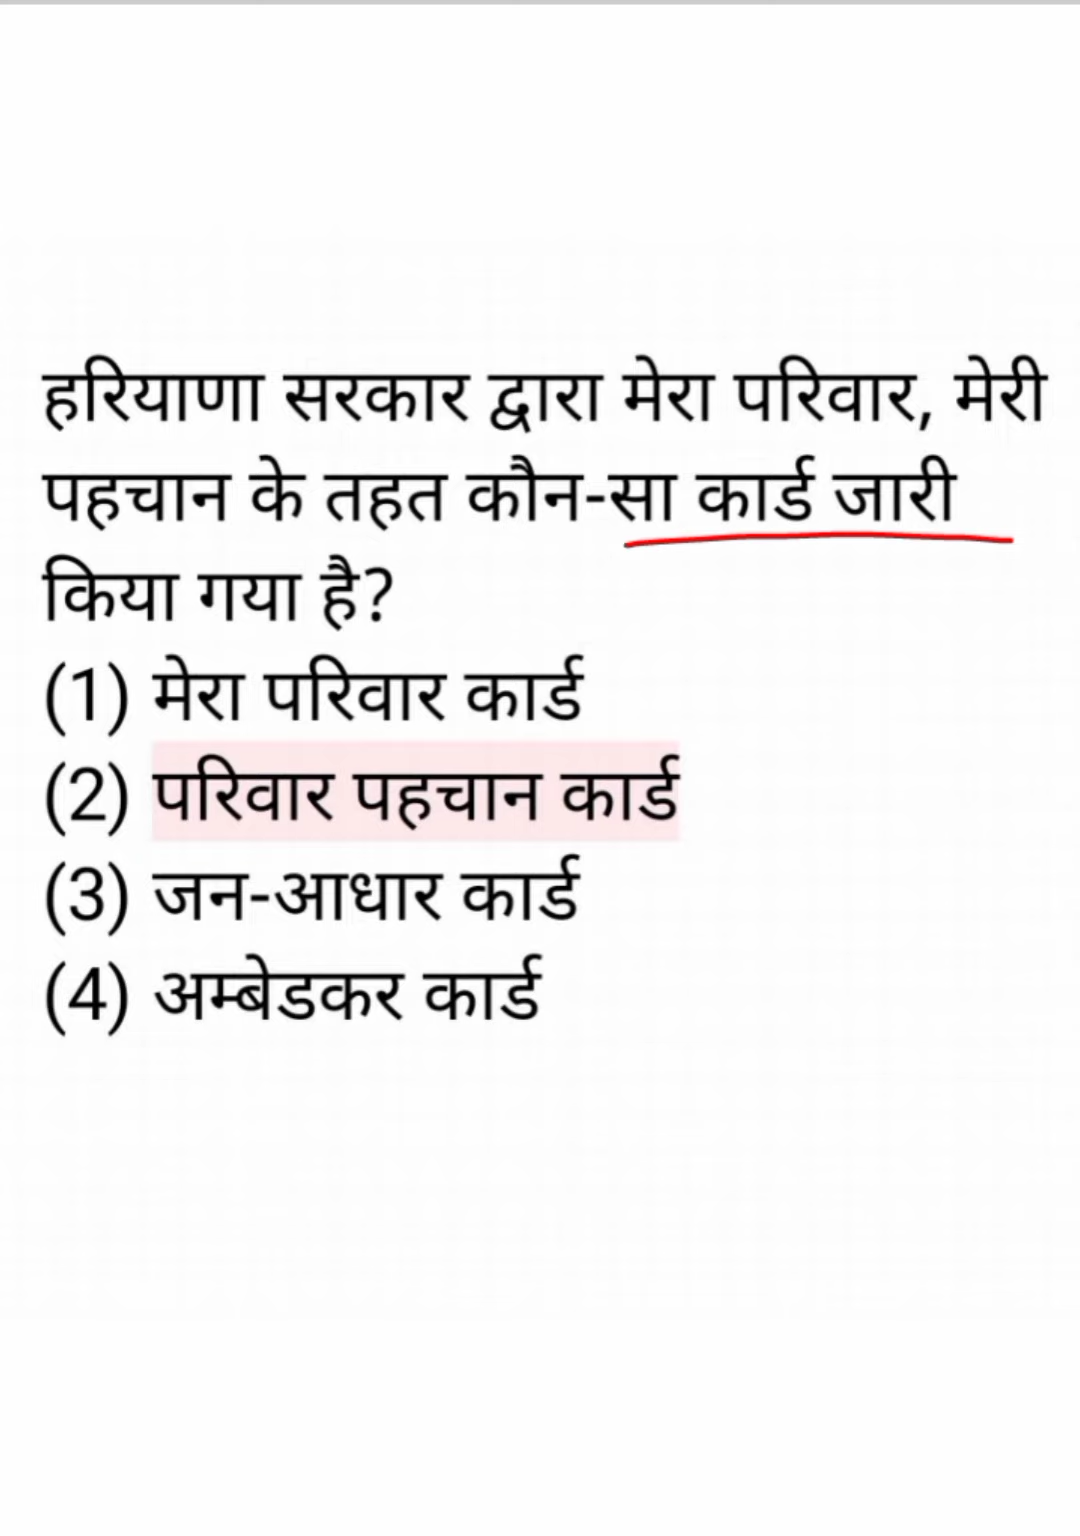 हरियाणा सरकार द्वारा मेरा परिवार, मेरी
पहचान के तहत कौन-सा कार्ड जारी
किया गया है?
(1) मेरा परिवार कार्ड
(2) परिवार पहचान कार्ड
(3) जन-आधार कार्ड
(4) अम्बेडकर कार्ड